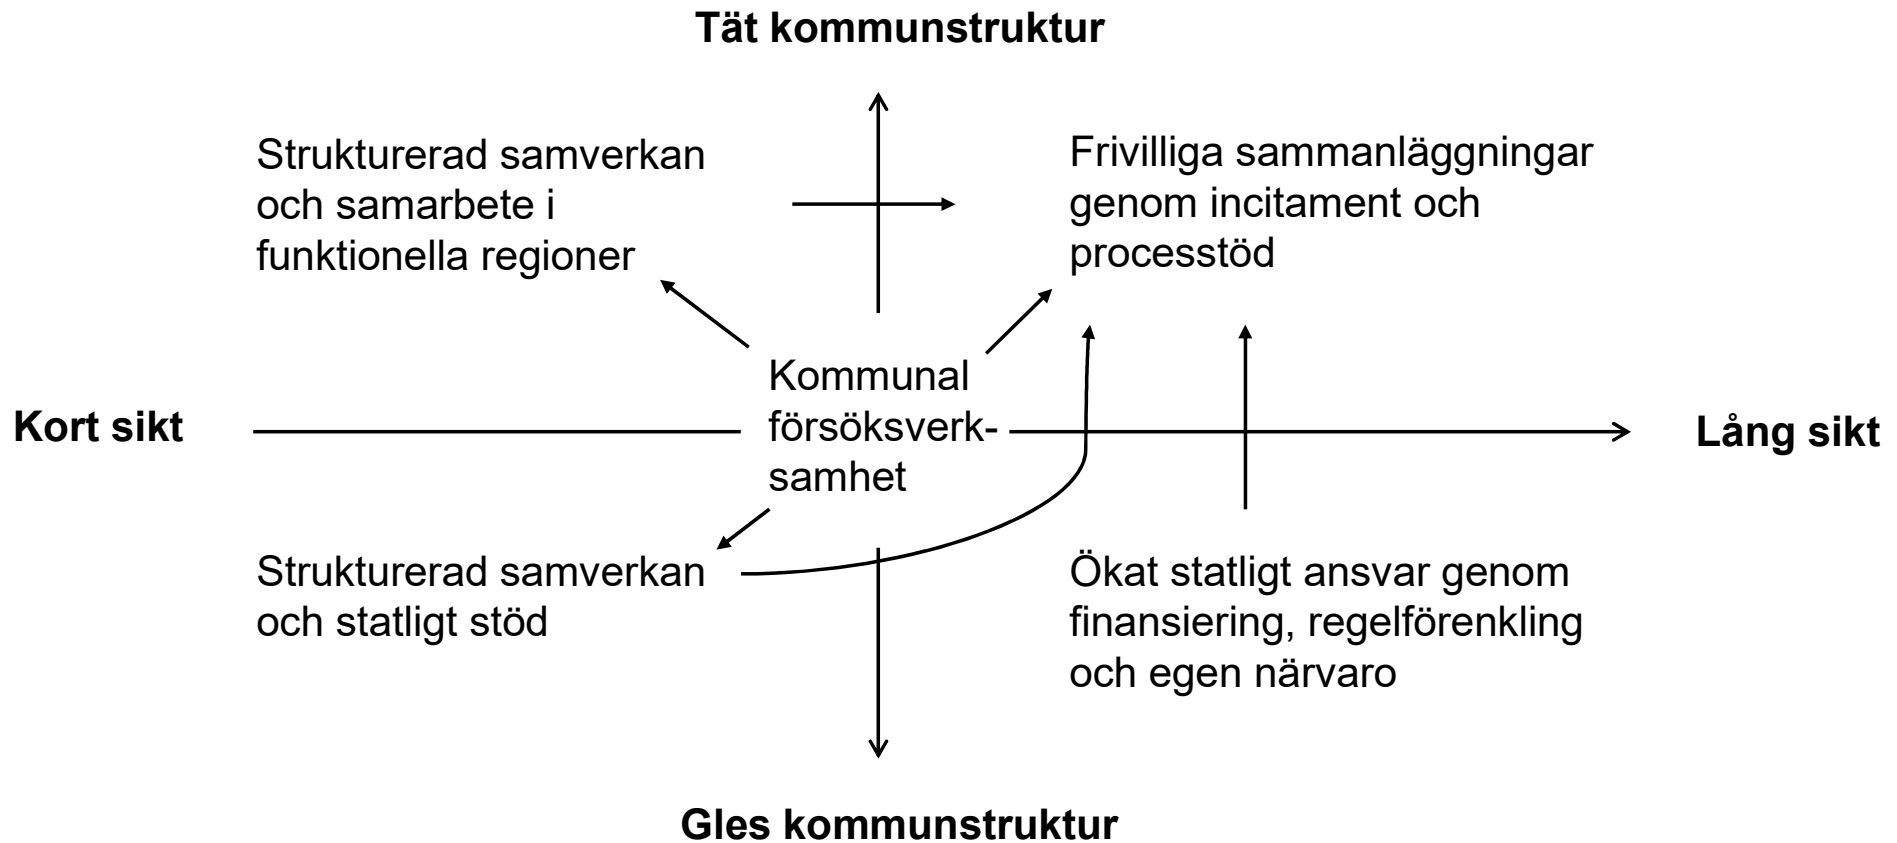 Tät kommunstruktur
Strukturerad samverkan
och samarbete i
funktionella regioner
Frivilliga sammanläggningar
genom incitament och
processtöd
Kort sikt
Kommunal
försöksverk-
samhet
Lång sikt
Strukturerad samverkan
och statligt stöd
Ökat statligt ansvar genom
finansiering, regelförenkling
och egen närvaro
Gles kommunstruktur